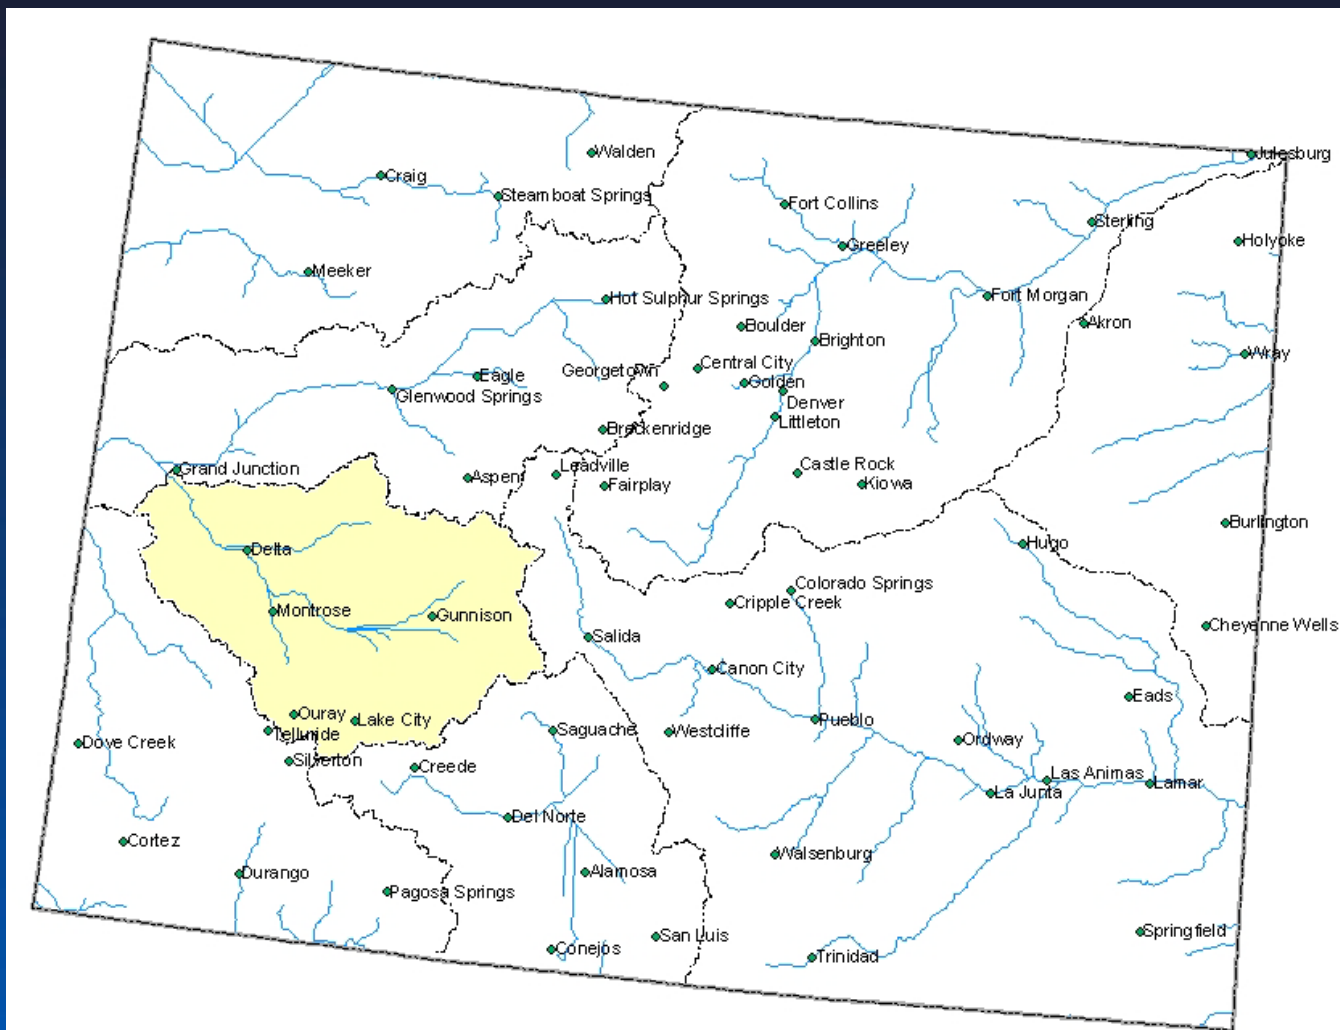 Julesburg
Walden
Craig
Steamboat Springs
Fort Collins
Sterling
Holyoke
Greeley
Meeker
Hot Sulphur Springs
Fort Morgan
Boulder
Akron
Brighton
Wray
Central City
Georgetown
Eagle
Golden
Glenwood Springs
Denver
Littleton
Breckenridge
Castle Rock
Leadville
Grand Junction
Aspen
Fairplay
Kiowa
Burlington
Hugo
Delta
Colorado Springs
Cripple Creek
Montrose
Gunnison
Cheyenne Wells
Salida
Canon City
Eads
Ouray
Lake City
Pueblo
Telluride
Saguache
Westcliffe
Dove Creek
Ordway
Silverton
Creede
Las Animas
Lamar
La Junta
Del Norte
Cortez
Walsenburg
Durango
Alamosa
Pagosa Springs
Springfield
San Luis
Conejos
Trinidad